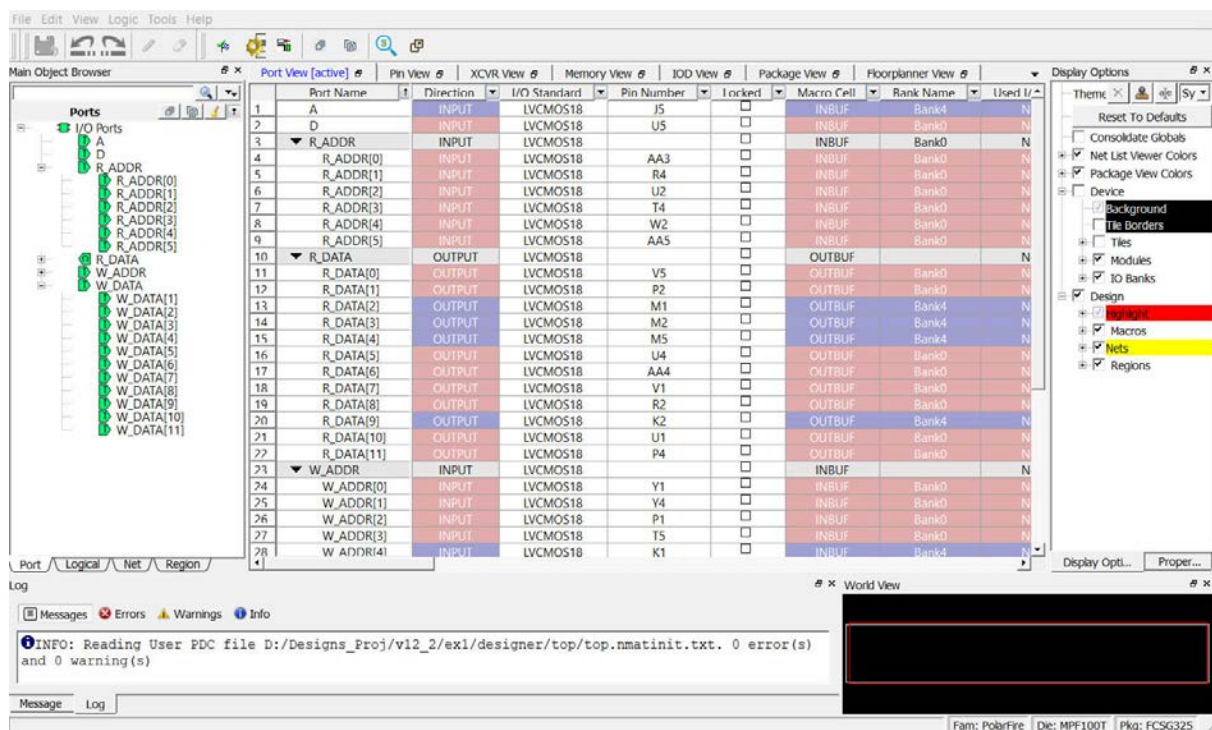 File Edit View Logic Tools Help
Main Object Browser
Ports
I/O Ports
A
D
R_ADDR
R_ADDR[0]
R_ADDR[1]
R_ADDR[2]
R_ADDR[3]
R_ADDR[4]
R_ADDR[5]
R_DATA
W_ADDR
W_DATA
W_DATA[1]
W_DATA[2]
W_DATA[3]
W_DATA[4]
W_DATA[5]
W_DATA[6]
W_DATA[7]
W_DATA[8]
W_DATA[9]
W_DATA[10]
W_DATA[11]
Port Logical Net Region
Port View [active] Pin View XCVR View Memory View IOD View Package View Floorplanner View
Port Name Direction I/O Standard Pin Number Locked Macro Cell Bank Name Used I/
1 A INPUT LVCMOS18 J5 INBUF Bank4 N
2 D INPUT LVCMOS18 U5 INBUF Bank0 N
3 R_ADDR INPUT LVCMOS18 INBUF Bank0 N
4 R_ADDR[0] INPUT LVCMOS18 AA3 INBUF Bank0 N
5 R_ADDR[1] INPUT LVCMOS18 R4 INBUF Bank0 N
6 R_ADDR[2] INPUT LVCMOS18 U2 INBUF Bank0 N
7 R_ADDR[3] INPUT LVCMOS18 T4 INBUF Bank0 N
8 R_ADDR[4] INPUT LVCMOS18 W2 INBUF Bank0 N
9 R_ADDR[5] INPUT LVCMOS18 AA5 INBUF Bank0 N
10 R_DATA OUTPUT LVCMOS18 OUTBUF N
11 R_DATA[0] OUTPUT LVCMOS18 V5 OUTBUF Bank0 N
12 R_DATA[1] OUTPUT LVCMOS18 P2 OUTBUF Bank0 N
13 R_DATA[2] OUTPUT LVCMOS18 M1 OUTBUF Bank4 N
14 R_DATA[3] OUTPUT LVCMOS18 M2 OUTBUF Bank4 N
15 R_DATA[4] OUTPUT LVCMOS18 M5 OUTBUF Bank4 N
16 R_DATA[5] OUTPUT LVCMOS18 U4 OUTBUF Bank0 N
17 R_DATA[6] OUTPUT LVCMOS18 AA4 OUTBUF Bank0 N
18 R_DATA[7] OUTPUT LVCMOS18 V1 OUTBUF Bank0 N
19 R_DATA[8] OUTPUT LVCMOS18 R2 OUTBUF Bank0 N
20 R_DATA[9] OUTPUT LVCMOS18 K2 OUTBUF Bank4 N
21 R_DATA[10] OUTPUT LVCMOS18 U1 OUTBUF Bank0 N
22 R_DATA[11] OUTPUT LVCMOS18 P4 OUTBUF Bank0 N
23 W_ADDR INPUT LVCMOS18 INBUF N
24 W_ADDR[0] INPUT LVCMOS18 Y1 INBUF Bank0 N
25 W_ADDR[1] INPUT LVCMOS18 Y4 INBUF Bank0 N
26 W_ADDR[2] INPUT LVCMOS18 P1 INBUF Bank0 N
27 W_ADDR[3] INPUT LVCMOS18 T5 INBUF Bank0 N
28 W_ADDR[4] INPUT LVCMOS18 K1 INBUF Bank4 N
Display Options
Theme Sy
Reset To Defaults
Consolidate Globals
Net List Viewer Colors
Package View Colors
Device
Background
Tile Borders
Tiles
Modules
IO Banks
Design
Highlight
Macros
Nets
Regions
Display Opti... Proper...
Log
Messages Errors Warnings Info
INFO: Reading User PDC file D:/Designs_Proj/v12_2/ex1/designer/top/top.nmatinit.txt. 0 error(s)
and 0 warning(s)
Message Log
World View
Fam: PolarFire Die: MPF100T Pkg: FCSG325